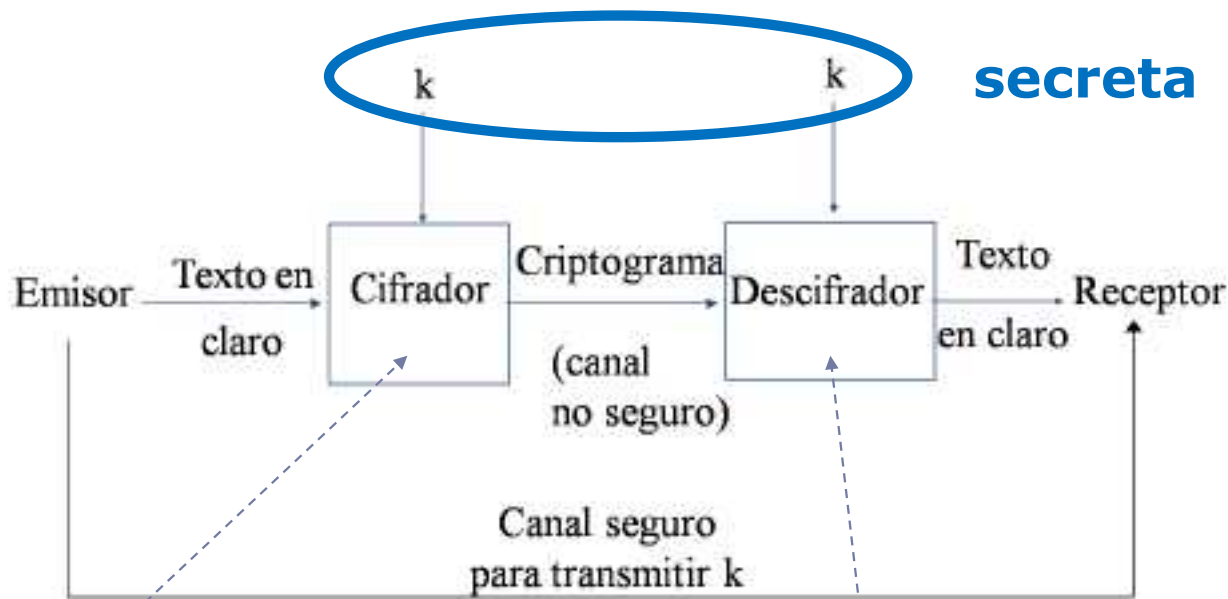 k
k
secreta
Emisor
Texto en
claro
Cifrador
Criptograma
(canal
no seguro)
Descifrador
Texto
en claro
Receptor
Canal seguro
para transmitir k